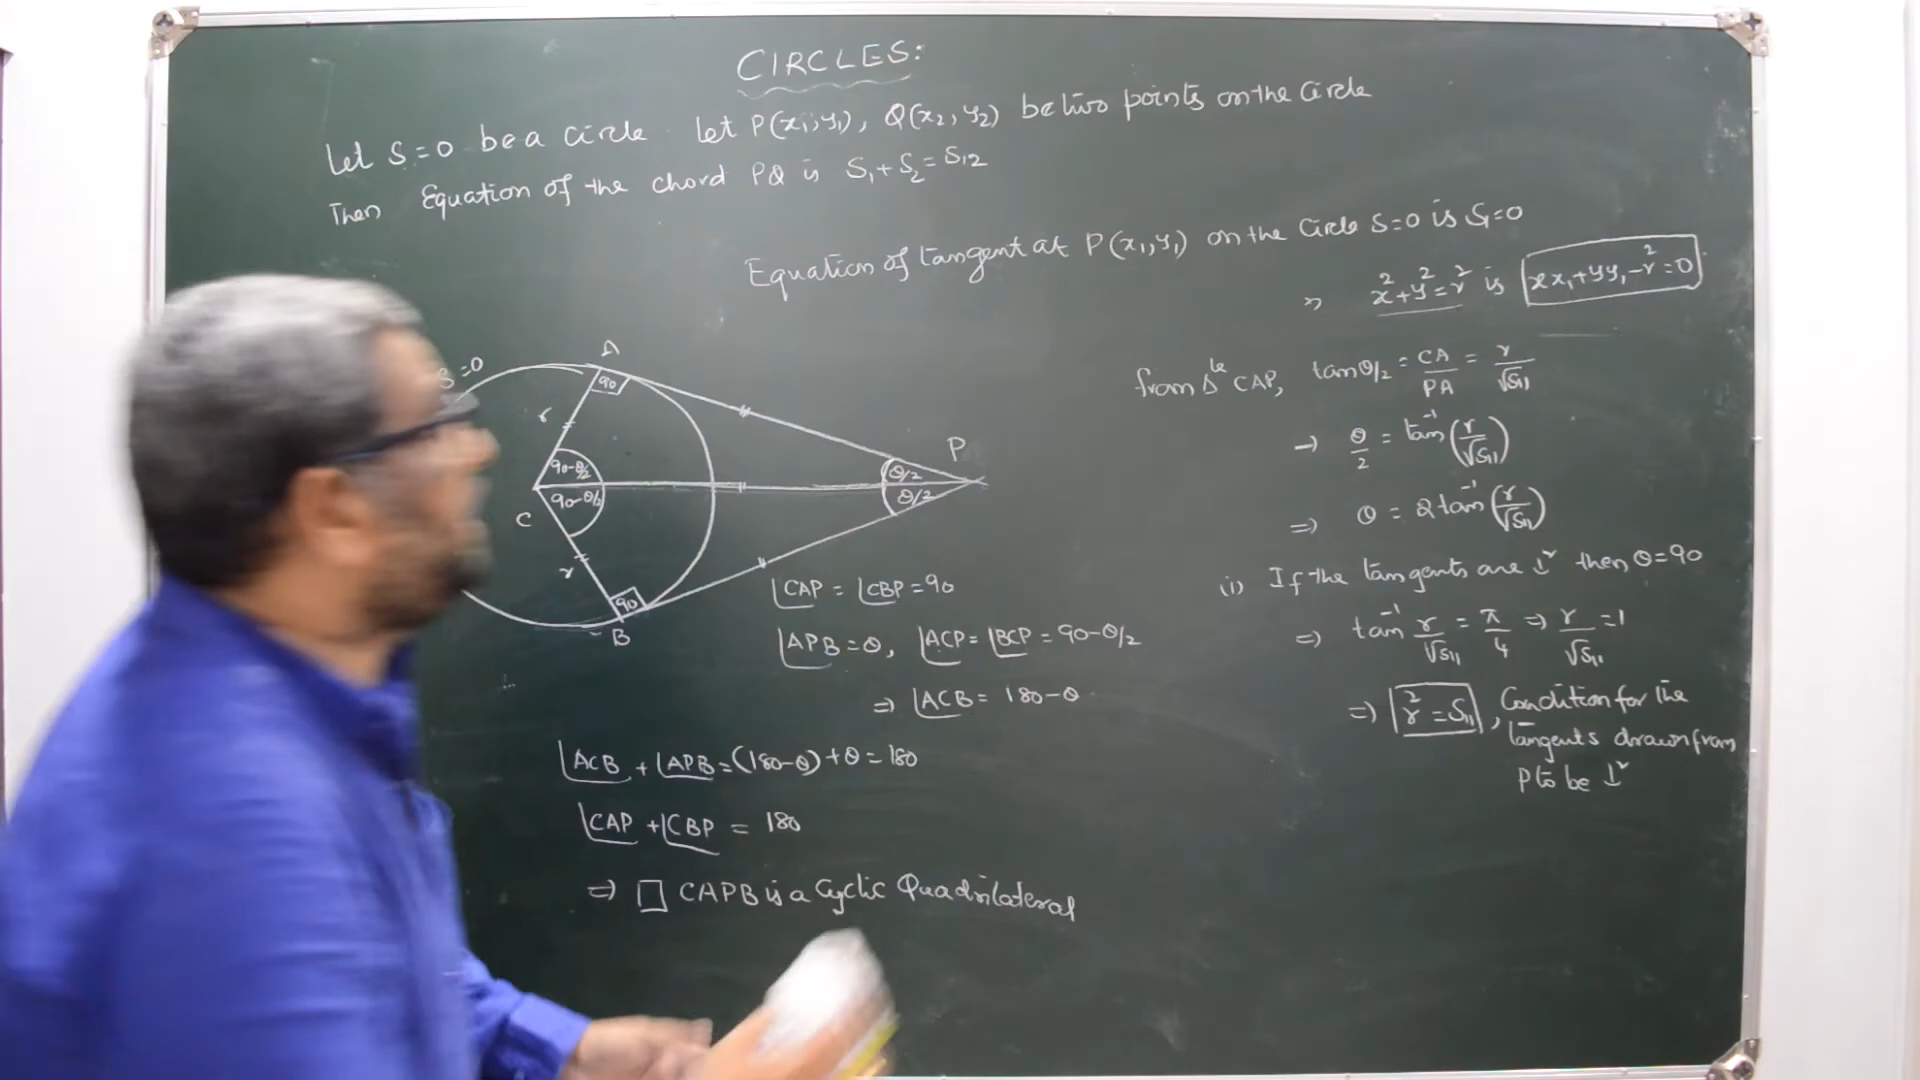 CIRCLES:
Let S=0 be a circle. Let P(x₁,y₁), Q(x₂,y₂) be two points on the circle
Then Equation of the chord PQ is S₁+S₂=S₁₂
Equation of tangent at P(x₁,y₁) on the circle S=0 is S₁=0
〃 x²+y²=r² is xx₁+yy₁-r²=0
S=0
A
90
r
90-θ/2
90-θ/2
C
r
90
B
P
θ/2
θ/2
∠CAP = ∠CBP = 90
∠APB = θ, ∠ACP = ∠BCP = 90-θ/2
⇒ ∠ACB = 180-θ
∠ACB + ∠APB = (180-θ)+θ = 180
∠CAP + ∠CBP = 180
⇒ □ CAPB is a Cyclic Quadrilateral
from Δle CAP, tan θ/2 = CA/PA = r/√S₁₁
→ θ/2 = tan⁻¹(r/√S₁₁)
⇒ θ = 2tan⁻¹(r/√S₁₁)
(i) If the tangents are ⊥r then θ=90
⇒ tan⁻¹ r/√S₁₁ = π/4 ⇒ r/√S₁₁ = 1
⇒ r² = S₁₁, Condition for the
tangents drawn from
P to be ⊥r